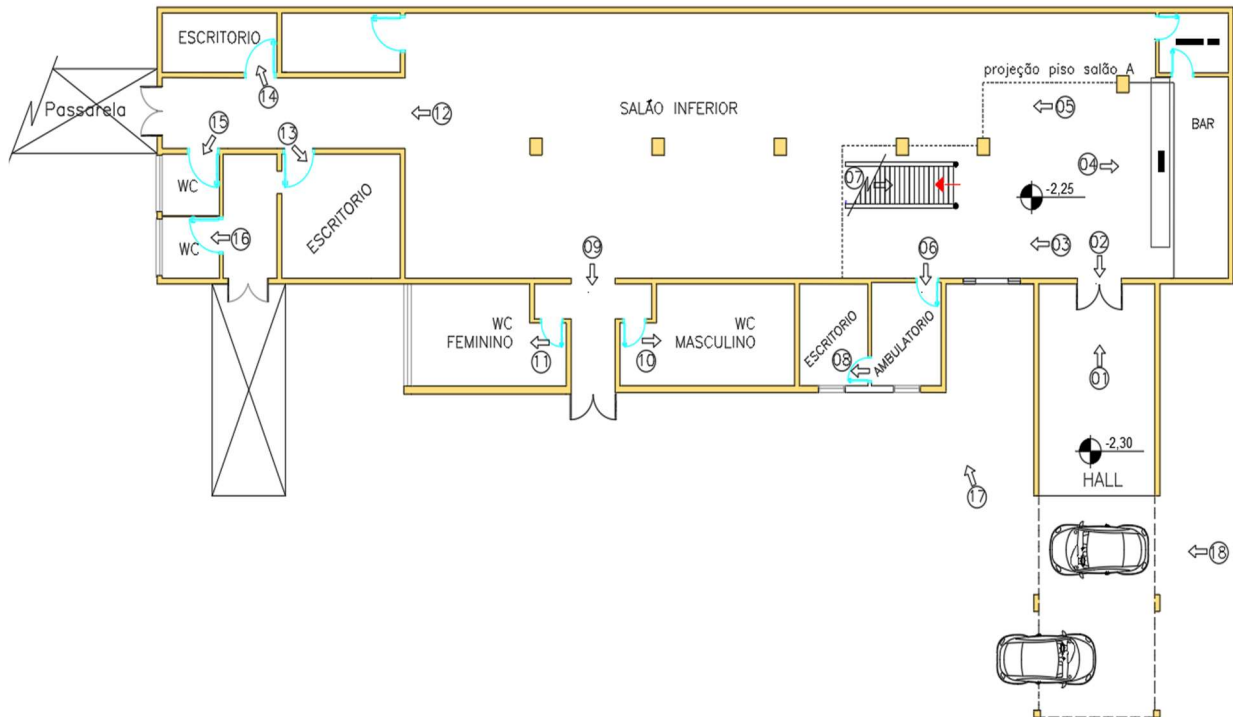 ESCRITORIO
projeção piso salão A
14
Passarela
12
SALÃO INFERIOR
05
BAR
15
13
04
07
-2,25
WC
ESCRITORIO
WC
16
09
06
03
02
WC
FEMININO
WC
MASCULINO
ESCRITORIO
AMBULATORIO
11
10
08
01
-2,30
HALL
17
18